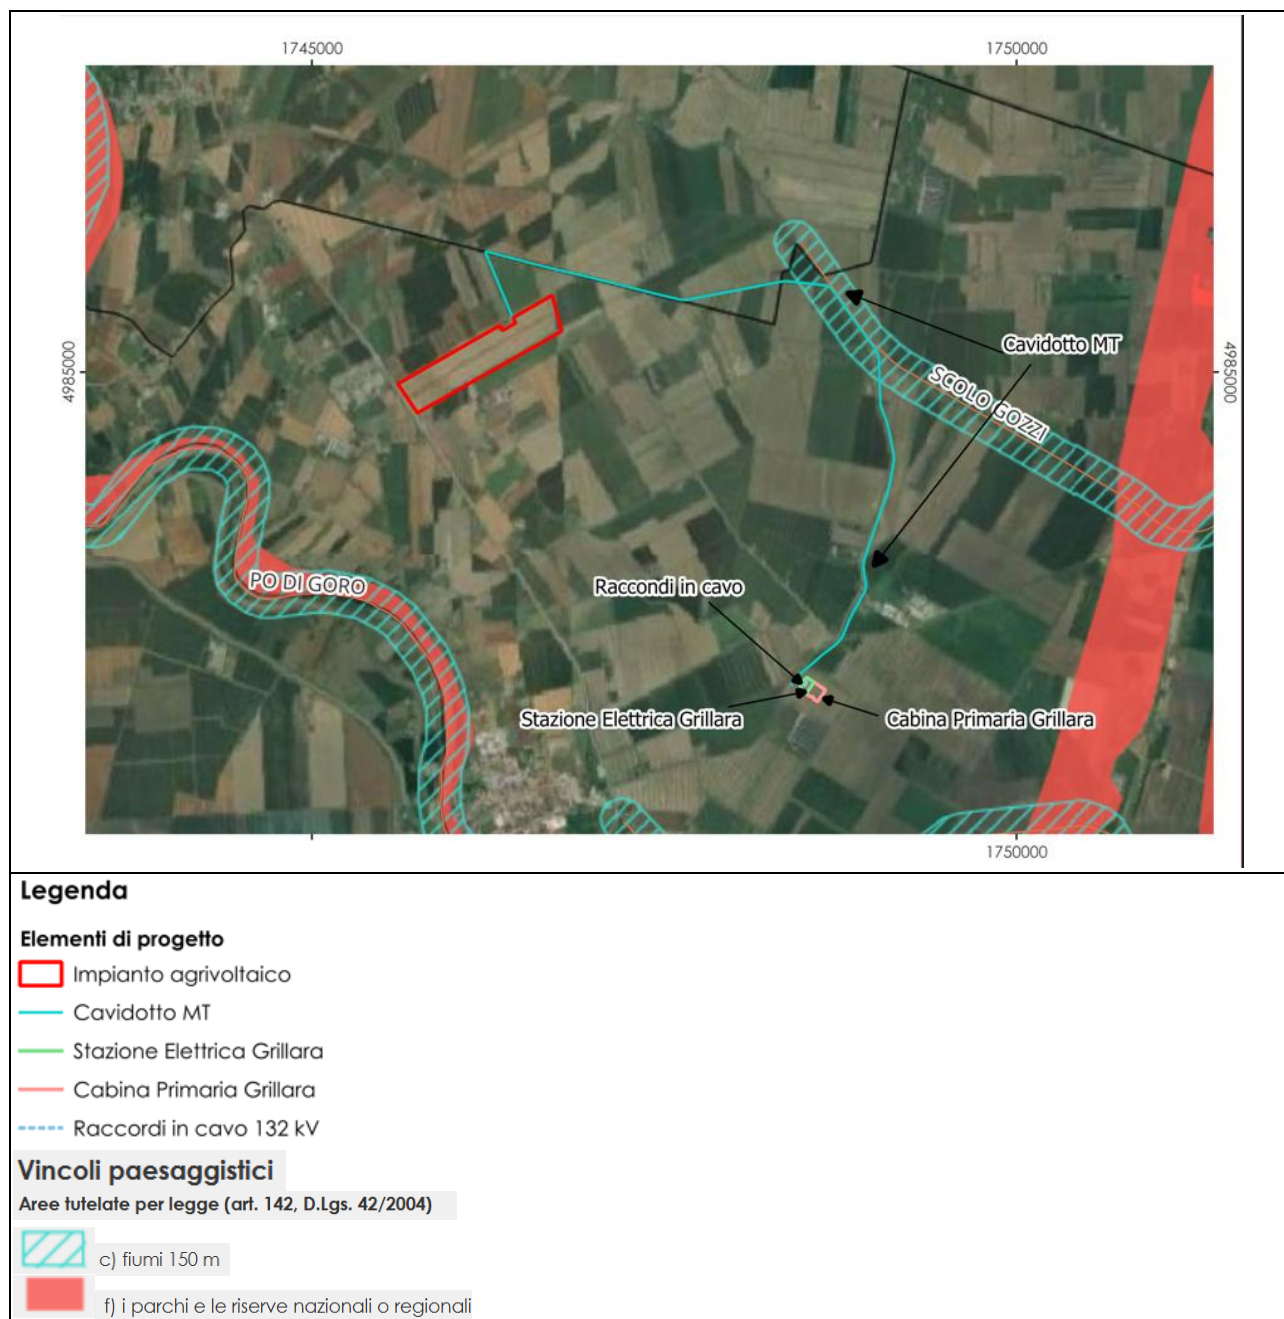 1745000
1750000
4985000
4985000
Cavidotto MT
SCOLO GOZZI
PO DI GORO
Raccondi in cavo
Stazione Elettrica Grillara
Cabina Primaria Grillara
1750000
Legenda
Elementi di progetto
Impianto agrivoltaico
Cavidotto MT
Stazione Elettrica Grillara
Cabina Primaria Grillara
Raccordi in cavo 132 kV
Vincoli paesaggistici
Aree tutelate per legge (art. 142, D.Lgs. 42/2004)
c) fiumi 150 m
f) i parchi e le riserve nazionali o regionali